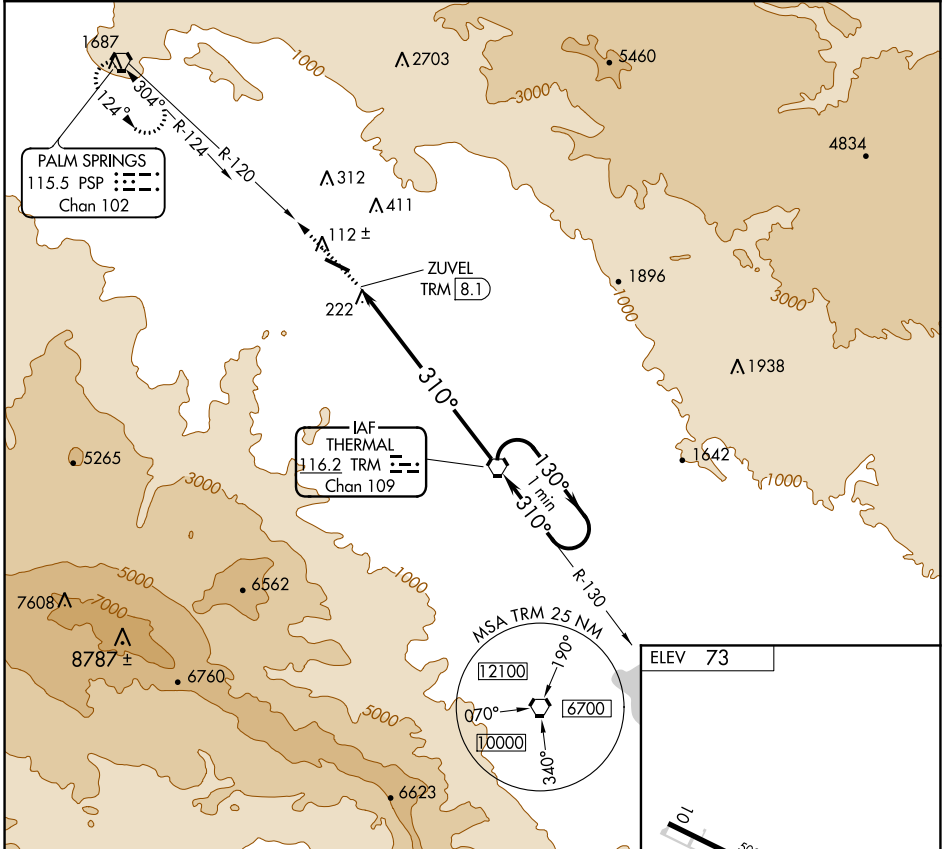 1687
2703
5460
1000
3000
4834
304°
124°
R-124
R-120
PALM SPRINGS
115.5 PSP
Chan 102
312
411
112 ±
ZUVEL
TRM 8.1
222
1896
1000
3000
310°
1938
IAF
THERMAL
116.2 TRM
Chan 109
130°
1 min
310°
1642
1000
5265
3000
1000
R-130
5000
7000
7608
6562
8787 ±
6760
5000
6623
MSA TRM 25 NM
190°
12100
070°
6700
10000
340°
ELEV 73
10